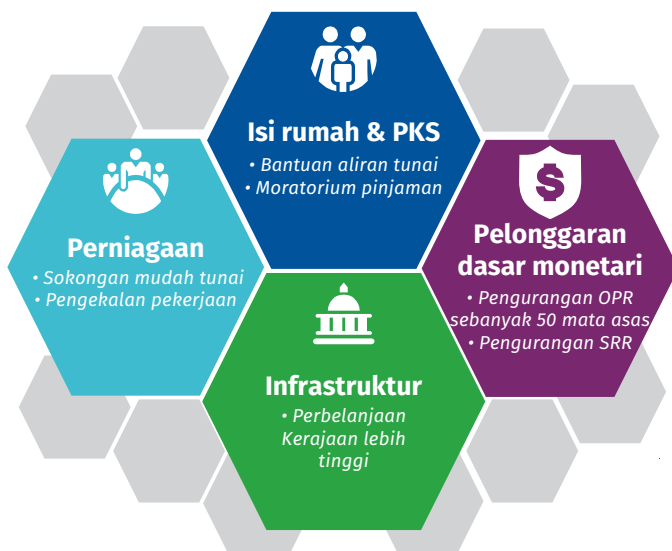 Isi rumah & PKS
• Bantuan aliran tunai
• Moratorium pinjaman
Perniagaan
• Sokongan mudah tunai
• Pengekalan pekerjaan
$
Pelonggaran
dasar monetari
• Pengurangan OPR
sebanyak 50 mata asas
• Pengurangan SRR
Infrastruktur
• Perbelanjaan
Kerajaan lebih
tinggi